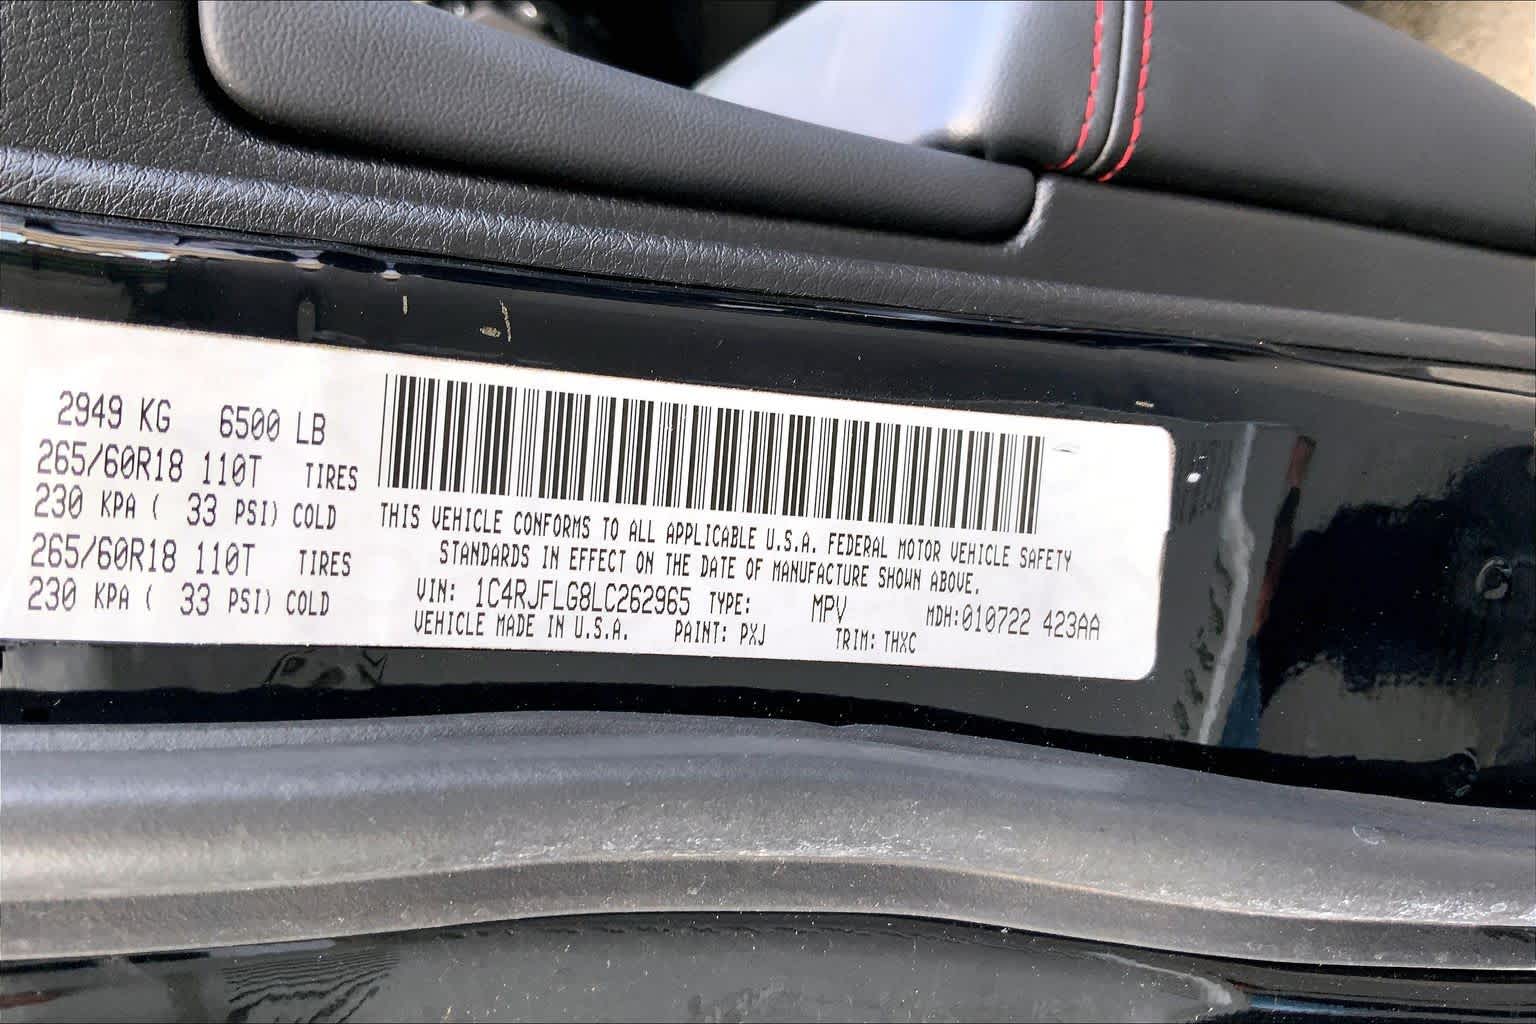 2949 KG 6500 LB
265/60R18 110T TIRES
230 KPA ( 33 PSI) COLD
265/60R18 110T TIRES
230 KPA ( 33 PSI) COLD
THIS VEHICLE CONFORMS TO ALL APPLICABLE U.S.A. FEDERAL MOTOR VEHICLE SAFETY
STANDARDS IN EFFECT ON THE DATE OF MANUFACTURE SHOWN ABOVE.
VIN: 1C4RJFLG8LC262965 TYPE: MPV MDH:010722 423AA
VEHICLE MADE IN U.S.A. PAINT: PXJ TRIM: THXC